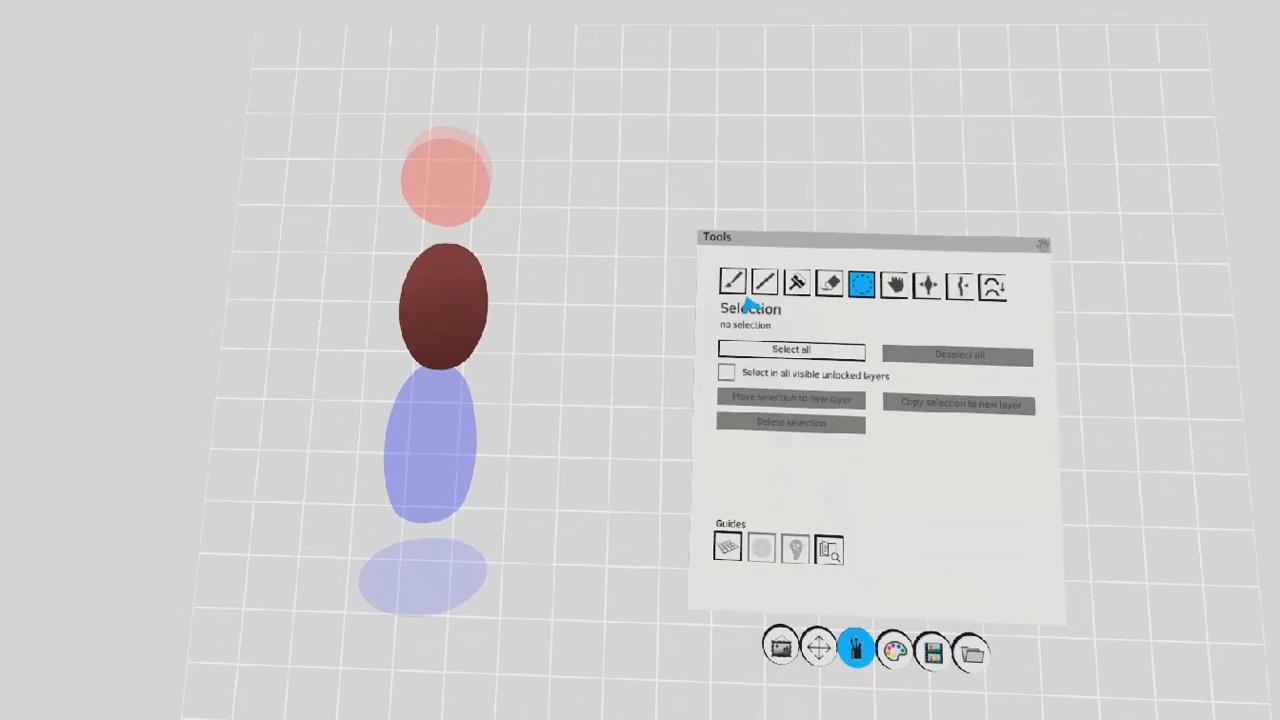 Tools
Selection
no selection
Select all
Deselect all
Select in all visible unlocked layers
Move selection to new layer
Copy selection to new layer
Delete selection
Guides